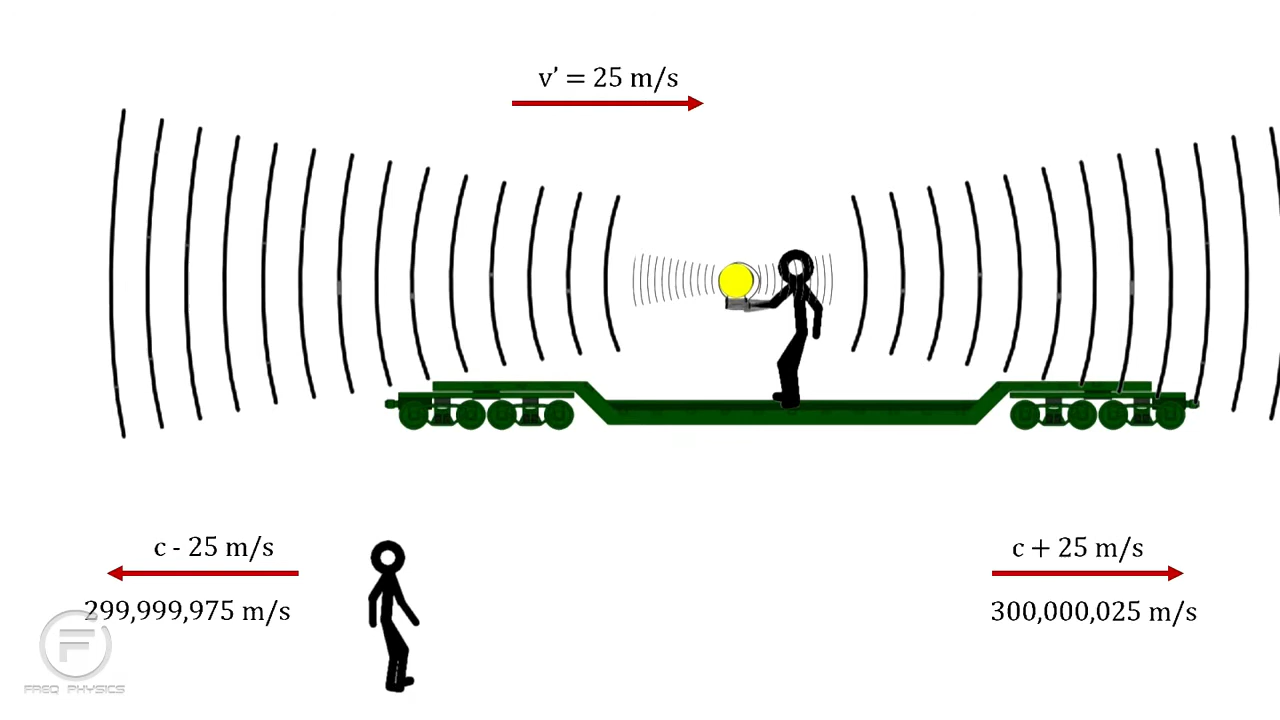 v’ = 25 m/s
c - 25 m/s
c + 25 m/s
299,999,975 m/s
300,000,025 m/s
FREQ PHYSICS